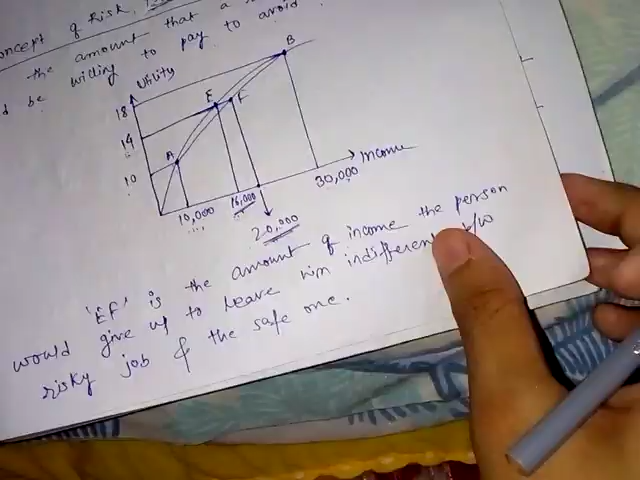 oncept of Risk,
the amount that a
d be willing to pay to avoid
Utility
B
18
E
F
14
A
10
Income
10,000
16,000
30,000
20,000
'EF' is the amount of income the person
would give up to leave him indifferent b/w
risky job & the safe one.